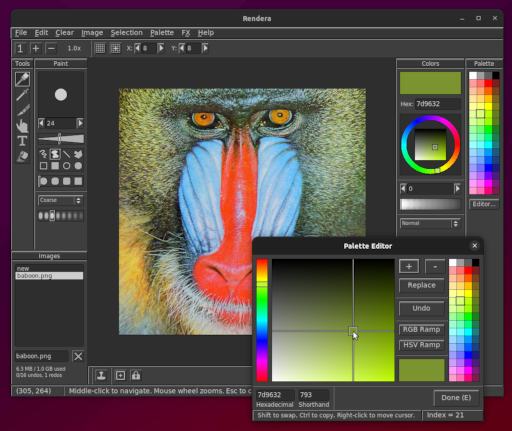 Rendera
File Edit Clear Image Selection Palette FX Help
1 + - 1.0x X: 8 Y: 8
Tools Paint Colors Palette
Hex: 7d9632
24
0
Coarse
Normal
Editor...
Images
new
baboon.png
baboon.png
6.3 MB / 1.0 GB used
0/16 undos, 1 redos
(305, 264) Middle-click to navigate. Mouse wheel zooms. Esc to c
Palette Editor
+ -
Replace
Undo
RGB Ramp
HSV Ramp
7d9632 793
Hexadecimal Shorthand
Done (E)
Shift to swap. Ctrl to copy. Right-click to move cursor. Index = 21